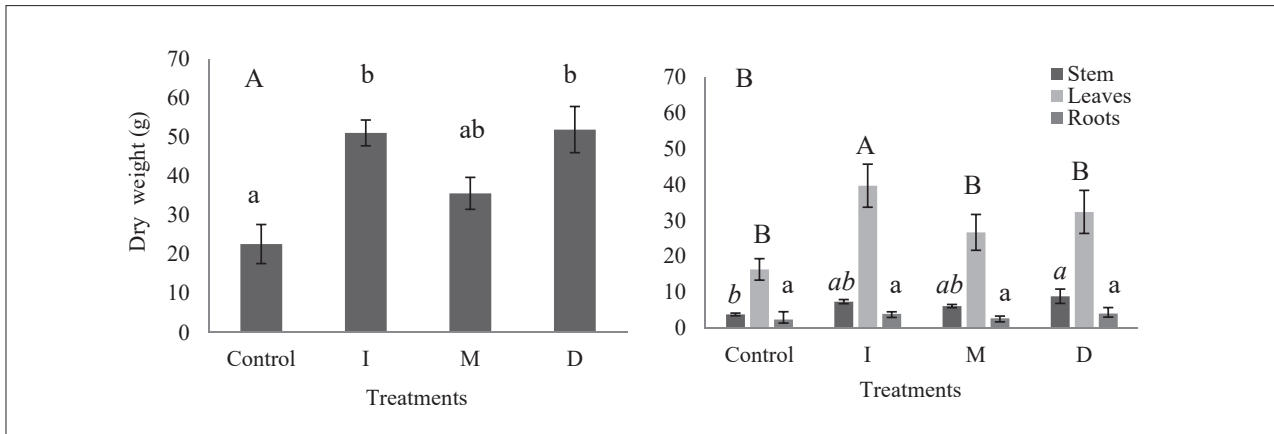 A
Dry weight (g)
70
60
50
40
30
20
10
0
a
b
ab
b
Control I M D
Treatments
B
Stem
Leaves
Roots
70
60
50
40
30
20
10
0
b B a
ab A a
ab B a
a B a
Control I M D
Treatments